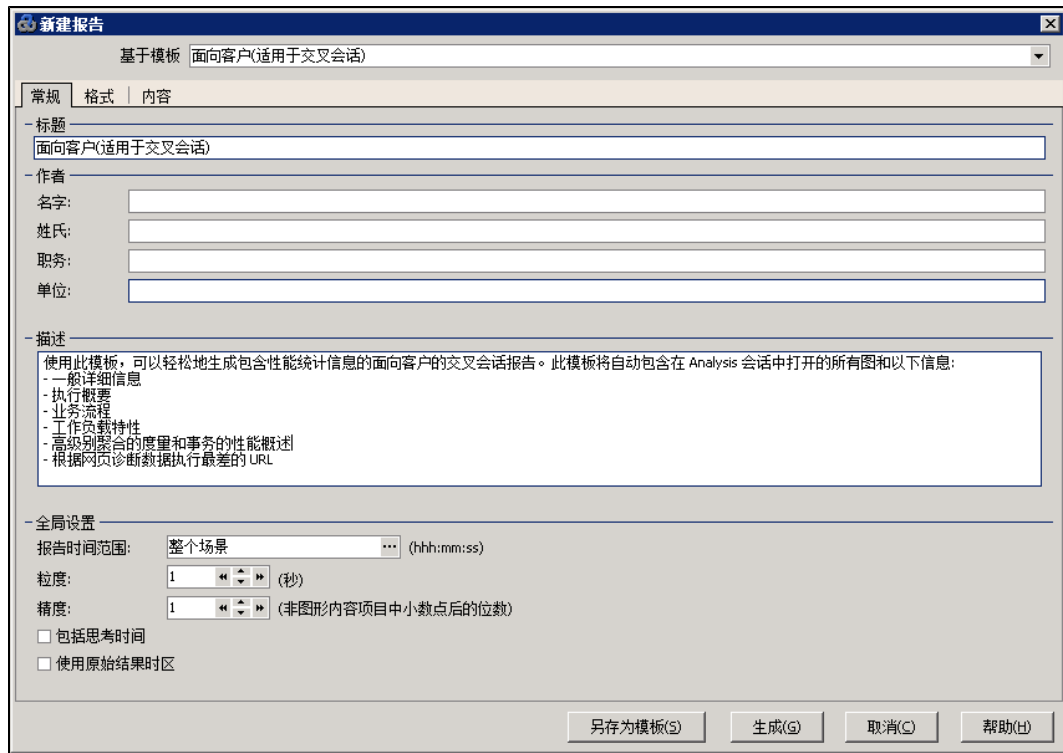 新建报告
基于模板 面向客户(适用于交叉会话)
常规 格式 内容
标题
面向客户(适用于交叉会话)
作者
名字:
姓氏:
职务:
单位:
描述
使用此模板，可以轻松地生成包含性能统计信息的面向客户的交叉会话报告。此模板将自动包含在 Analysis 会话中打开的所有图和以下信息:
- 一般详细信息
- 执行概要
- 业务流程
- 工作负载特性
- 高级别聚合的度量和事务的性能概述
- 根据网页诊断数据执行最差的 URL
全局设置
报告时间范围: 整个场景 ... (hhh:mm:ss)
粒度: 1 (秒)
精度: 1 (非图形内容项目中小数点后的位数)
包括思考时间
使用原始结果时区
另存为模板(S) 生成(G) 取消(C) 帮助(H)